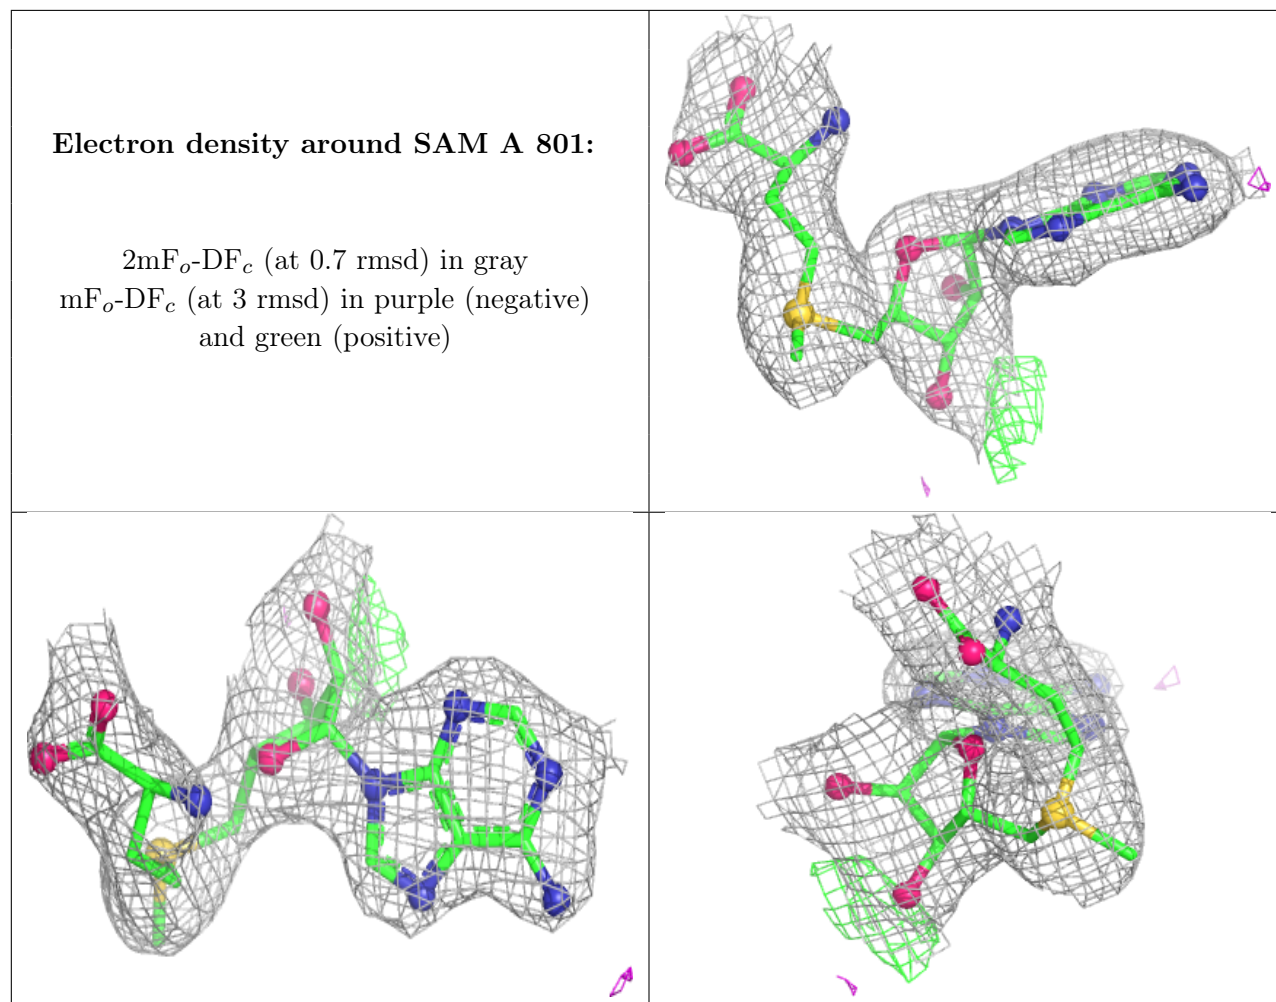 Electron density around SAM A 801:
2mFo-DFc (at 0.7 rmsd) in gray
mFo-DFc (at 3 rmsd) in purple (negative)
and green (positive)